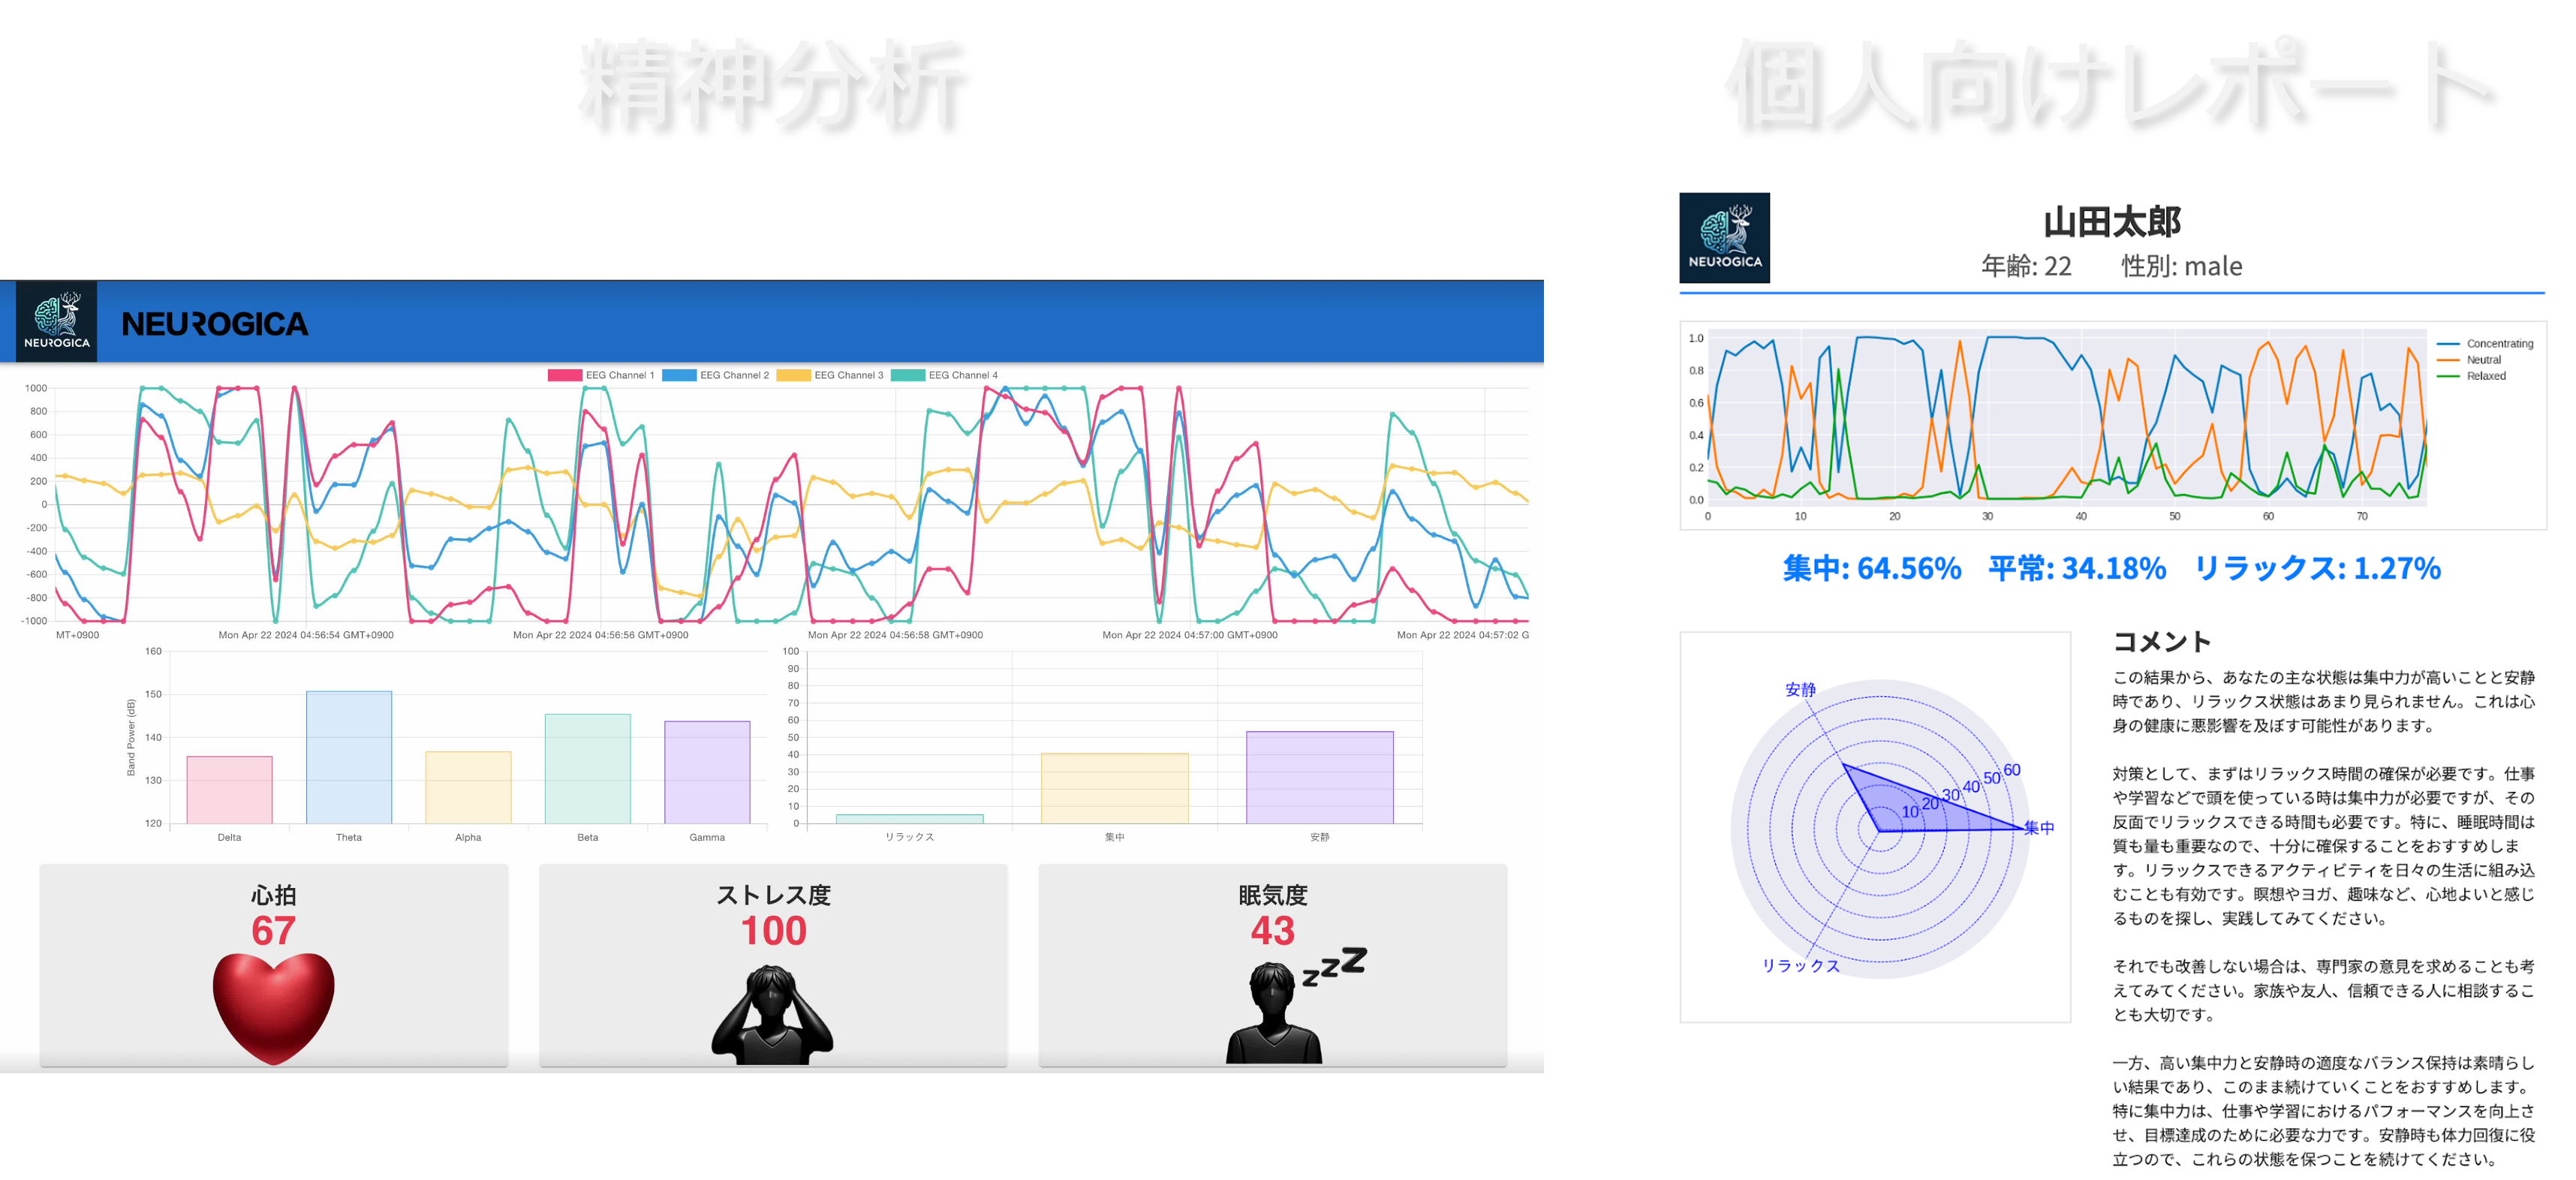 精神分析
個人向けレポート
NEUROGICA
NEUROGICA
EEG Channel 1
EEG Channel 2
EEG Channel 3
EEG Channel 4
1000
800
600
400
200
0
-200
-400
-600
-800
-1000
MT+0900
Mon Apr 22 2024 04:56:54 GMT+0900
Mon Apr 22 2024 04:56:56 GMT+0900
Mon Apr 22 2024 04:56:58 GMT+0900
Mon Apr 22 2024 04:57:00 GMT+0900
Mon Apr 22 2024 04:57:02 G
Band Power (dB)
160
150
140
130
120
Delta
Theta
Alpha
Beta
Gamma
100
90
80
70
60
50
40
30
20
10
0
リラックス
集中
安静
心拍
67
ストレス度
100
眠気度
43
zzZ
NEUROGICA
山田太郎
年齢: 22 性別: male
1.0
0.8
0.6
0.4
0.2
0.0
0
10
20
30
40
50
60
70
Concentrating
Neutral
Relaxed
集中: 64.56% 平常: 34.18% リラックス: 1.27%
安静
10
20
30
40
50
60
集中
リラックス
コメント
この結果から、あなたの主な状態は集中力が高いことと安静
時であり、リラックス状態はあまり見られません。これは心
身の健康に悪影響を及ぼす可能性があります。
対策として、まずはリラックス時間の確保が必要です。仕事
や学習などで頭を使っている時は集中力が必要ですが、その
反面でリラックスできる時間も必要です。特に、睡眠時間は
質も量も重要なので、十分に確保することをおすすめしま
す。リラックスできるアクティビティを日々の生活に組み込
むことも有効です。瞑想やヨガ、趣味など、心地よいと感じ
るものを探し、実践してみてください。
それでも改善しない場合は、専門家の意見を求めることも考
えてみてください。家族や友人、信頼できる人に相談するこ
とも大切です。
一方、高い集中力と安静時の適度なバランス保持は素晴らし
い結果であり、このまま続けていくことをおすすめします。
特に集中力は、仕事や学習におけるパフォーマンスを向上さ
せ、目標達成のために必要な力です。安静時も体力回復に役
立つので、これらの状態を保つことを続けてください。